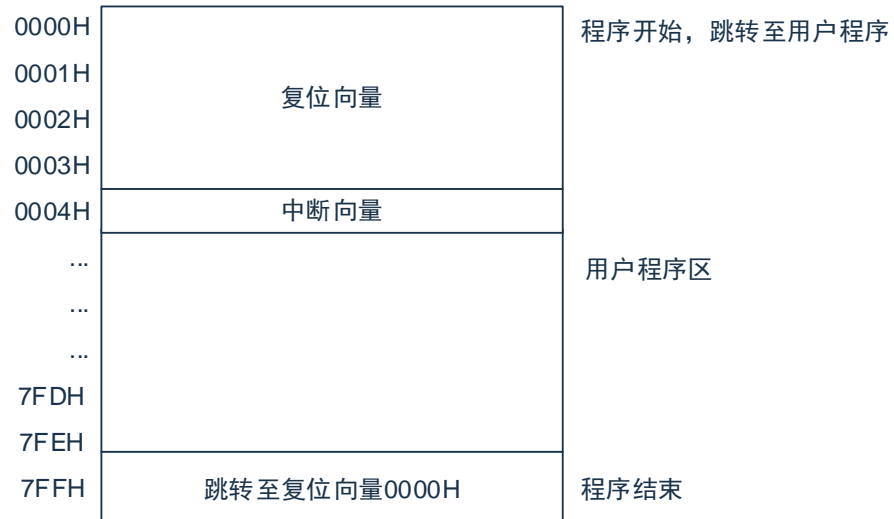 0000H
程序开始，跳转至用户程序
0001H
复位向量
0002H
0003H
0004H
中断向量
...
用户程序区
...
...
7FDH
7FEH
7FFH
跳转至复位向量0000H
程序结束